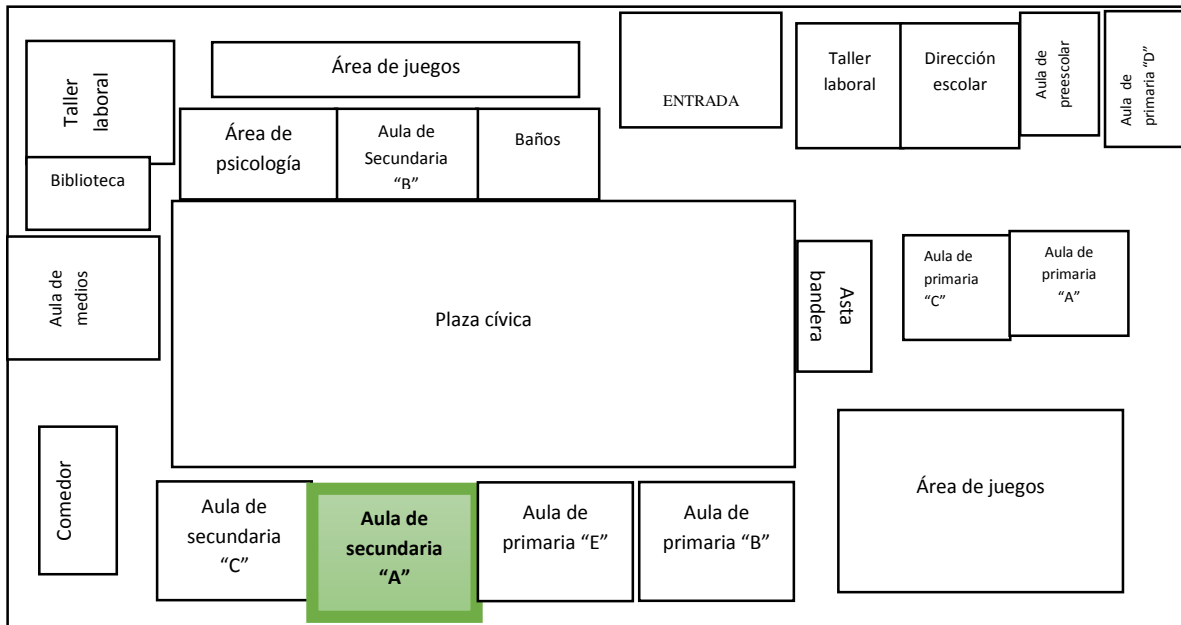 Taller
laboral
Área de juegos
ENTRADA
Taller
laboral
Dirección
escolar
Aula de
preescolar
Aula de
primaria “D”
Biblioteca
Área de
psicología
Aula de
Secundaria
“B”
Baños
Aula de
medios
Plaza cívica
Asta
bandera
Aula de
primaria
“C”
Aula de
primaria
“A”
Comedor
Aula de
secundaria
“C”
Aula de
secundaria
“A”
Aula de
primaria “E”
Aula de
primaria “B”
Área de juegos